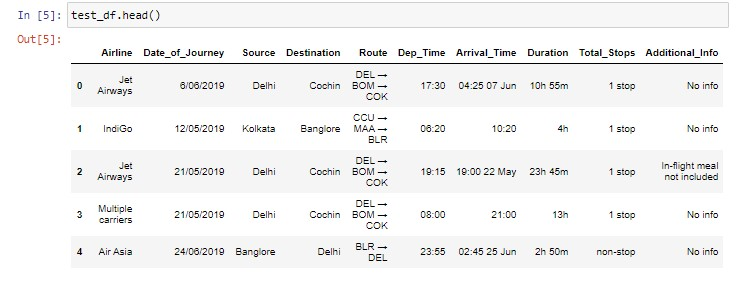 In [5]: test_df.head()
Out[5]:
Airline Date_of_Journey Source Destination Route Dep_Time Arrival_Time Duration Total_Stops Additional_Info
0 Jet Airways 6/06/2019 Delhi Cochin DEL → BOM → COK 17:30 04:25 07 Jun 10h 55m 1 stop No info
1 IndiGo 12/05/2019 Kolkata Banglore CCU → MAA → BLR 06:20 10:20 4h 1 stop No info
2 Jet Airways 21/05/2019 Delhi Cochin DEL → BOM → COK 19:15 19:00 22 May 23h 45m 1 stop In-flight meal not included
3 Multiple carriers 21/05/2019 Delhi Cochin DEL → BOM → COK 08:00 21:00 13h 1 stop No info
4 Air Asia 24/06/2019 Banglore Delhi BLR → DEL 23:55 02:45 25 Jun 2h 50m non-stop No info